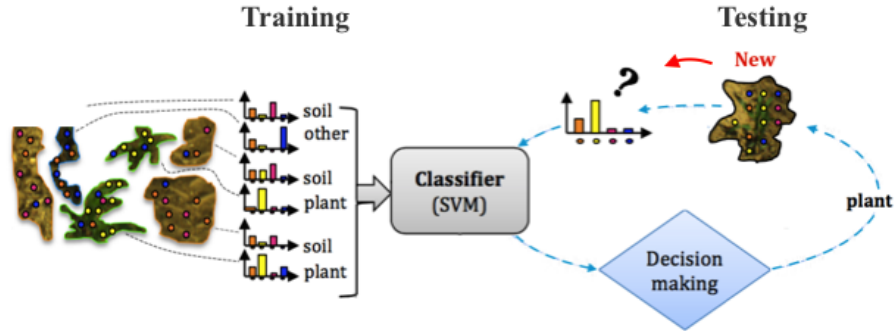 Training
Testing
New
?
soil
other
soil
plant
soil
plant
Classifier
(SVM)
plant
Decision
making